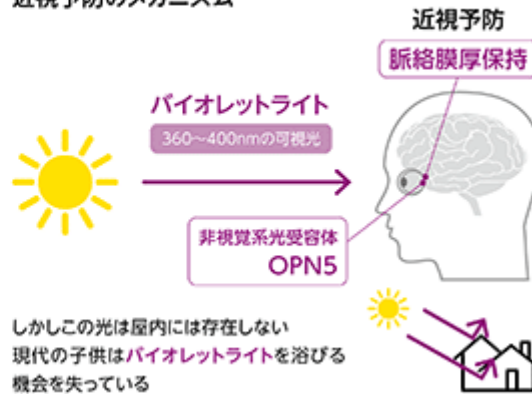 近視予防のメカニズム
近視予防
脈絡膜厚保持
バイオレットライト
360〜400nmの可視光
非視覚系光受容体
OPN5
しかしこの光は屋内には存在しない
現代の子供はバイオレットライトを浴びる
機会を失っている